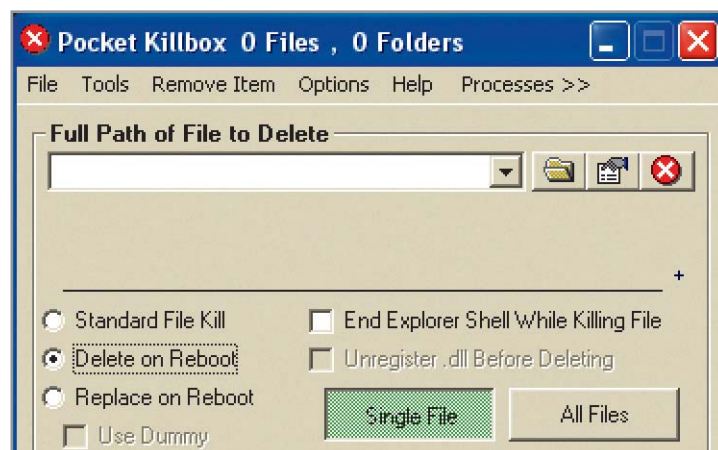 Pocket Killbox 0 Files , 0 Folders
File Tools Remove Item Options Help Processes >>
Full Path of File to Delete
+
Standard File Kill
End Explorer Shell While Killing File
Delete on Reboot
Unregister .dll Before Deleting
Replace on Reboot
Single File
All Files
Use Dummy